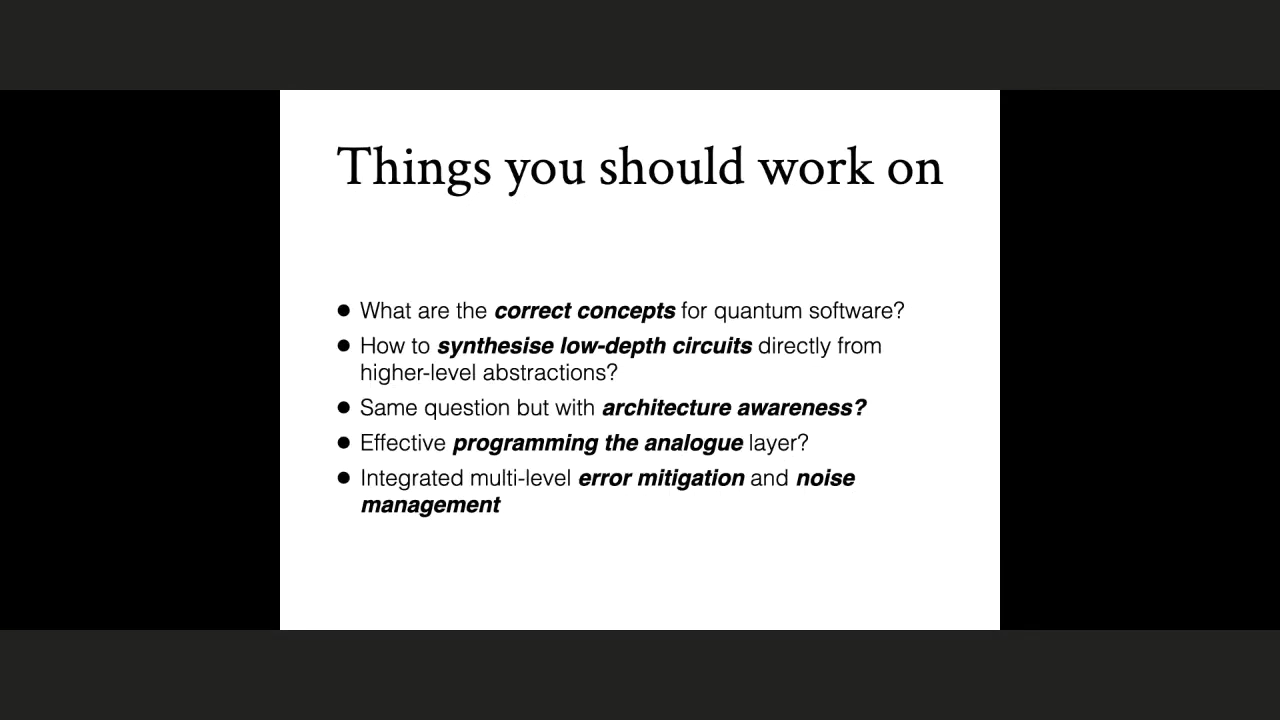 Things you should work on
● What are the correct concepts for quantum software?
● How to synthesise low-depth circuits directly from
higher-level abstractions?
● Same question but with architecture awareness?
● Effective programming the analogue layer?
● Integrated multi-level error mitigation and noise
management